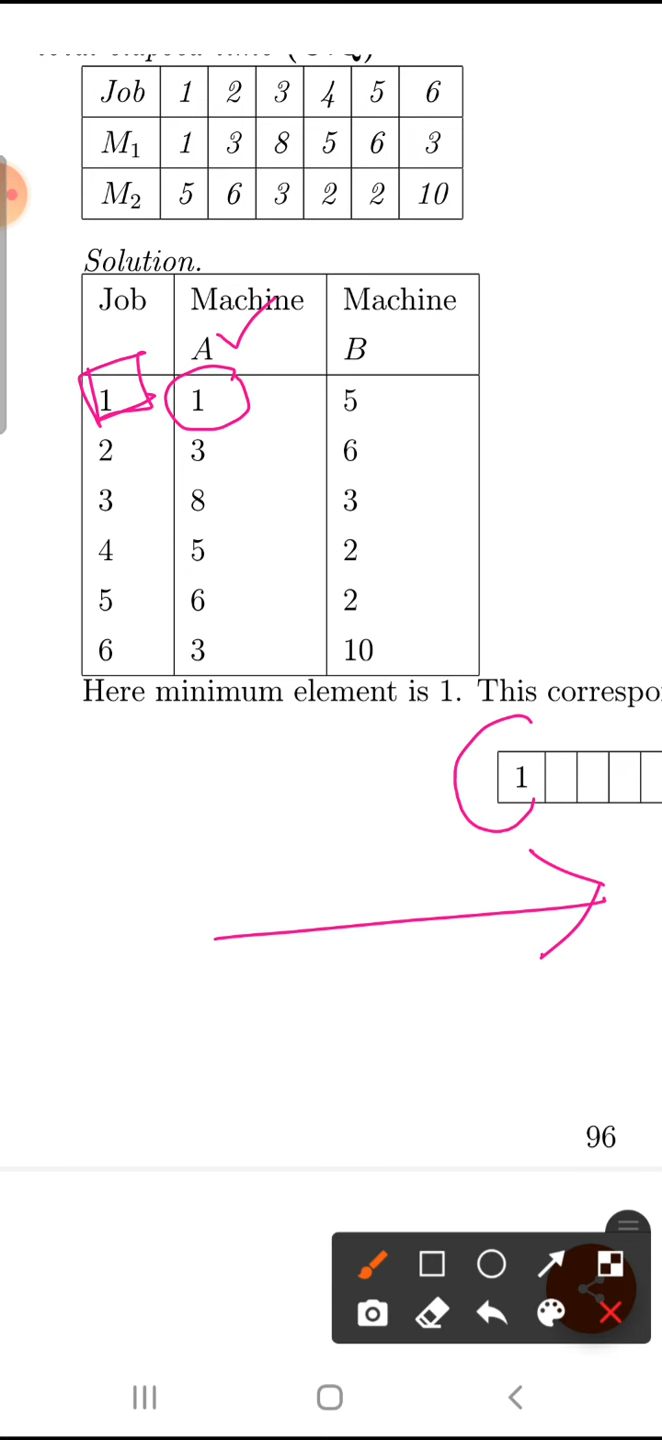 Job 1 2 3 4 5 6
M1 1 3 8 5 6 3
M2 5 6 3 2 2 10
Solution.
Job Machine A Machine B
1 1 5
2 3 6
3 8 3
4 5 2
5 6 2
6 3 10
Here minimum element is 1. This
1
96